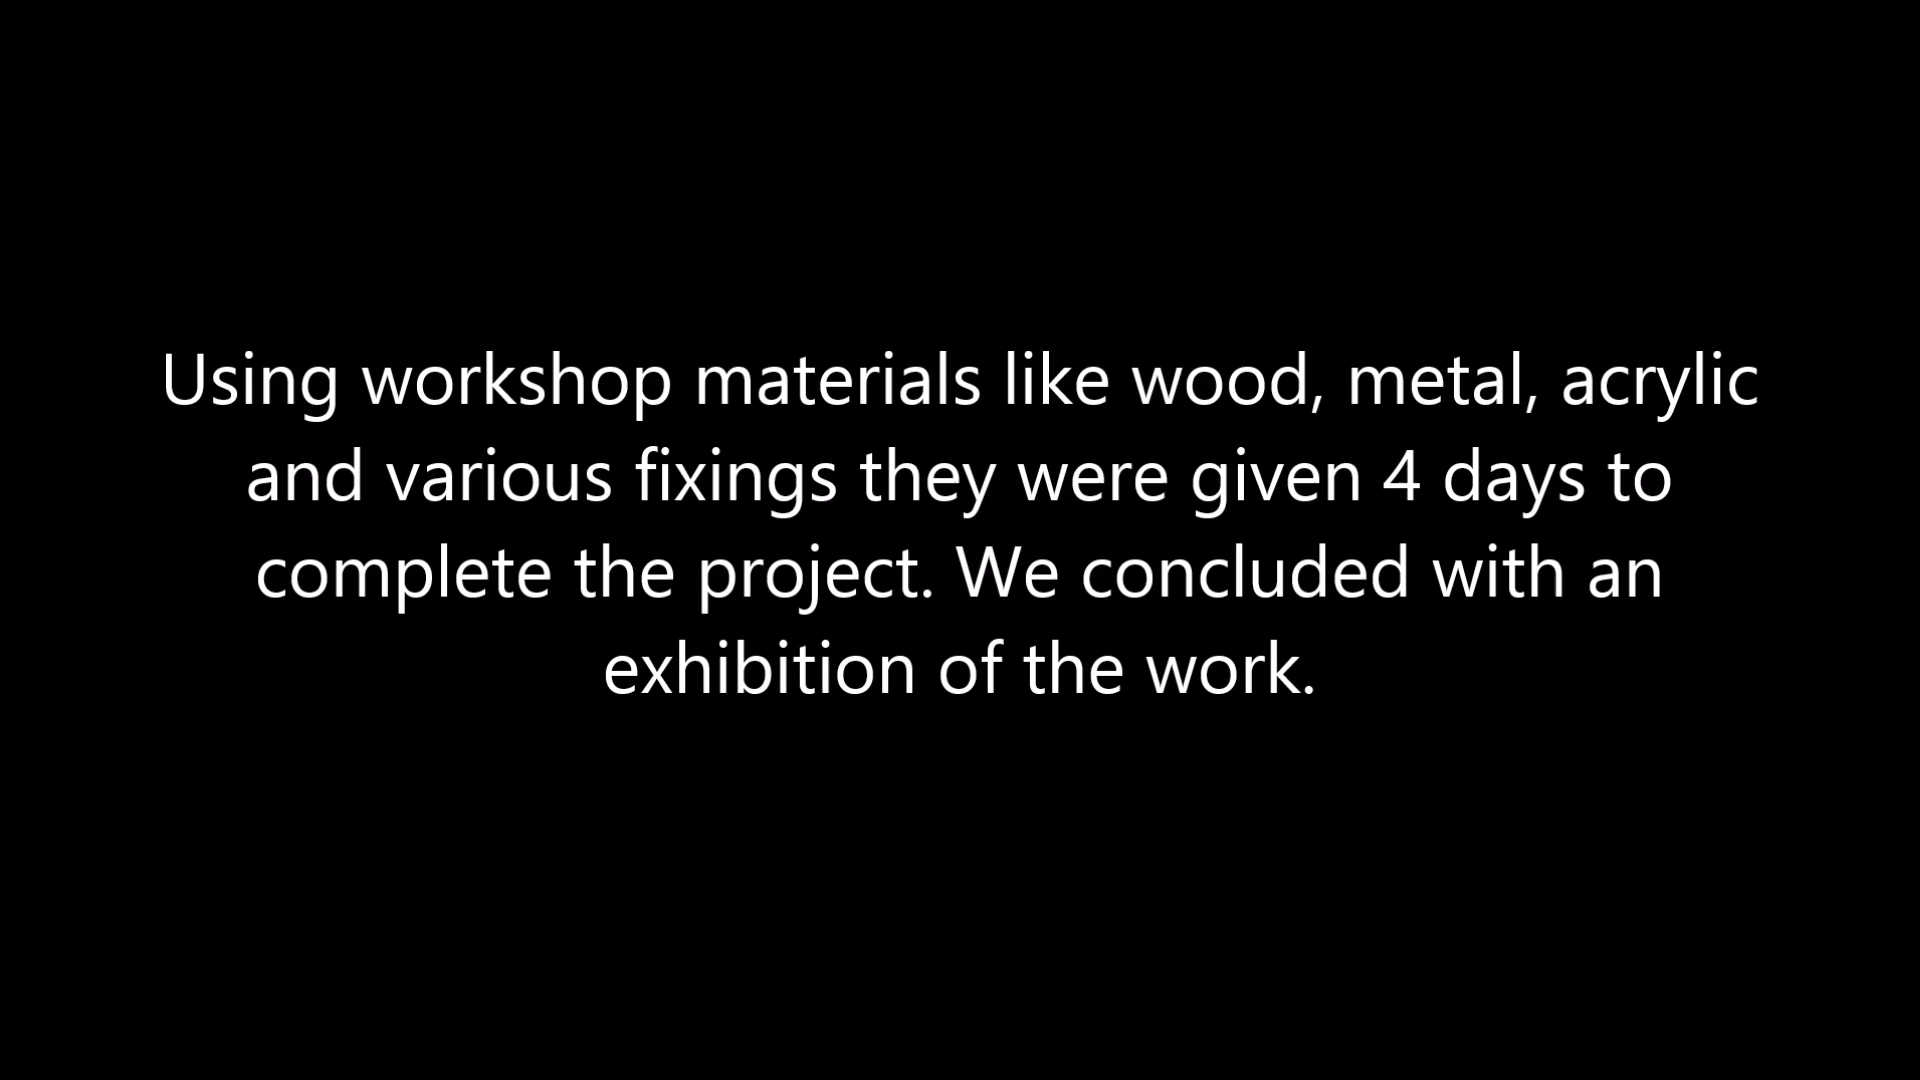 Using workshop materials like wood, metal, acrylic
and various fixings they were given 4 days to
complete the project. We concluded with an
exhibition of the work.